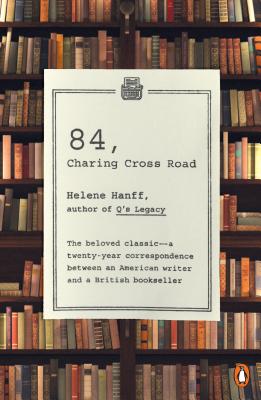 84,
Charing Cross Road
Helene Hanff,
author of Q's Legacy
The beloved classic—a
twenty-year correspondence
between an American writer
and a British bookseller